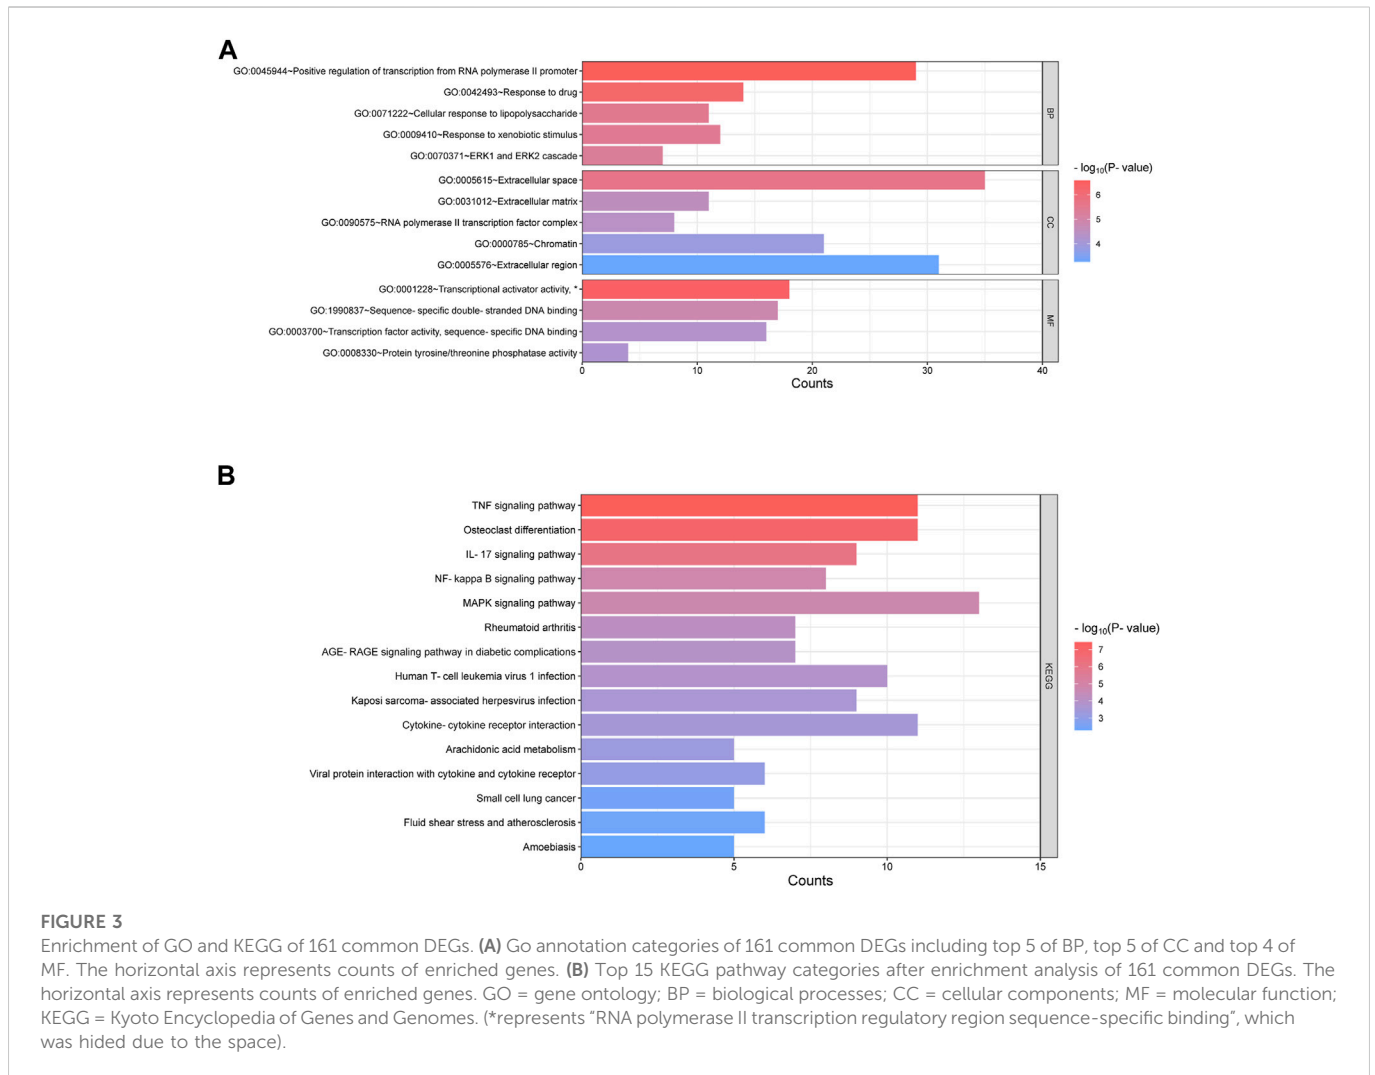 A
GO:0045944~Positive regulation of transcription from RNA polymerase II promoter
GO:0042493~Response to drug
GO:0071222~Cellular response to lipopolysaccharide
GO:0009410~Response to xenobiotic stimulus
GO:0070371~ERK1 and ERK2 cascade
BP
GO:0005615~Extracellular space
GO:0031012~Extracellular matrix
GO:0090575~RNA polymerase II transcription factor complex
GO:0000785~Chromatin
GO:0005576~Extracellular region
CC
GO:0001228~Transcriptional activator activity, *
GO:1990837~Sequence- specific double- stranded DNA binding
GO:0003700~Transcription factor activity, sequence- specific DNA binding
GO:0008330~Protein tyrosine/threonine phosphatase activity
MF
0 10 20 30 40
Counts
- log10(P- value)
6
5
4
B
TNF signaling pathway
Osteoclast differentiation
IL- 17 signaling pathway
NF- kappa B signaling pathway
MAPK signaling pathway
Rheumatoid arthritis
AGE- RAGE signaling pathway in diabetic complications
Human T- cell leukemia virus 1 infection
Kaposi sarcoma- associated herpesvirus infection
Cytokine- cytokine receptor interaction
Arachidonic acid metabolism
Viral protein interaction with cytokine and cytokine receptor
Small cell lung cancer
Fluid shear stress and atherosclerosis
Amoebiasis
KEGG
0 5 10 15
Counts
- log10(P- value)
7
6
5
4
3
FIGURE 3
Enrichment of GO and KEGG of 161 common DEGs. (A) Go annotation categories of 161 common DEGs including top 5 of BP, top 5 of CC and top 4 of
MF. The horizontal axis represents counts of enriched genes. (B) Top 15 KEGG pathway categories after enrichment analysis of 161 common DEGs. The
horizontal axis represents counts of enriched genes. GO = gene ontology; BP = biological processes; CC = cellular components; MF = molecular function;
KEGG = Kyoto Encyclopedia of Genes and Genomes. (*represents "RNA polymerase II transcription regulatory region sequence-specific binding", which
was hided due to the space).